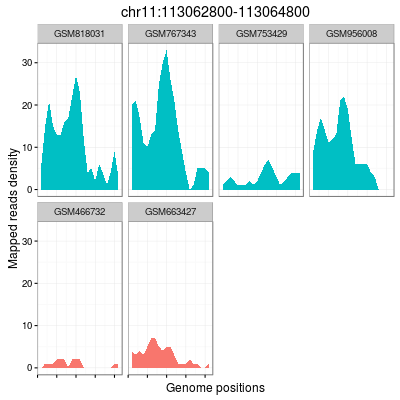 chr11:113062800-113064800
GSM818031 GSM767343 GSM753429 GSM956008
30
20
10
0
GSM466732 GSM663427
30
20
10
0
Mapped reads density
Genome positions